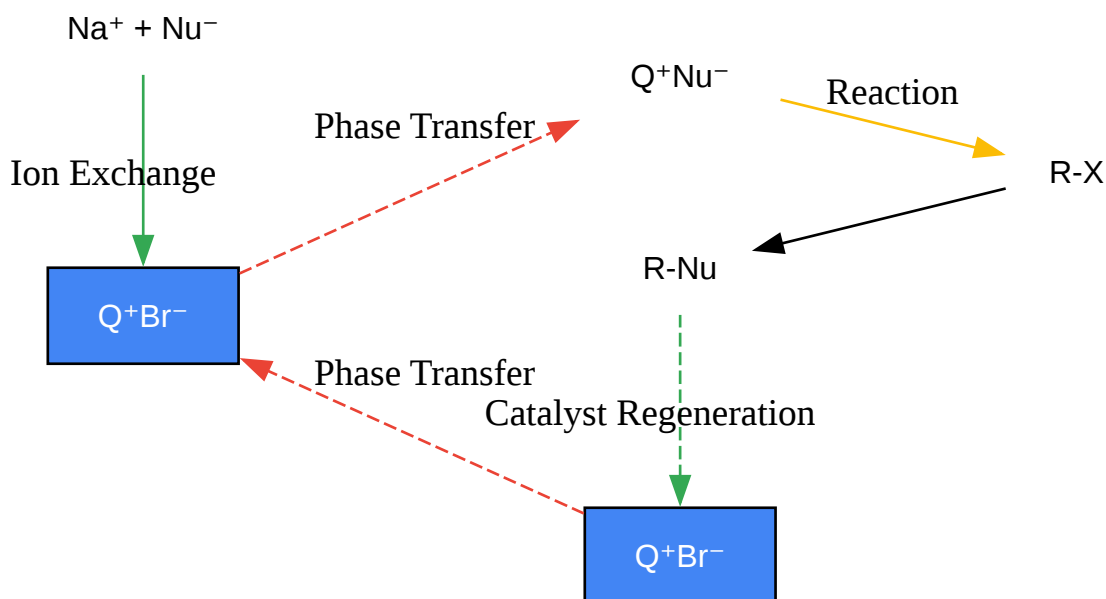 Na⁺ + Nu⁻
Q⁺Nu⁻
Reaction
Phase Transfer
Ion Exchange
R-X
R-Nu
Q⁺Br⁻
Phase Transfer
Catalyst Regeneration
Q⁺Br⁻